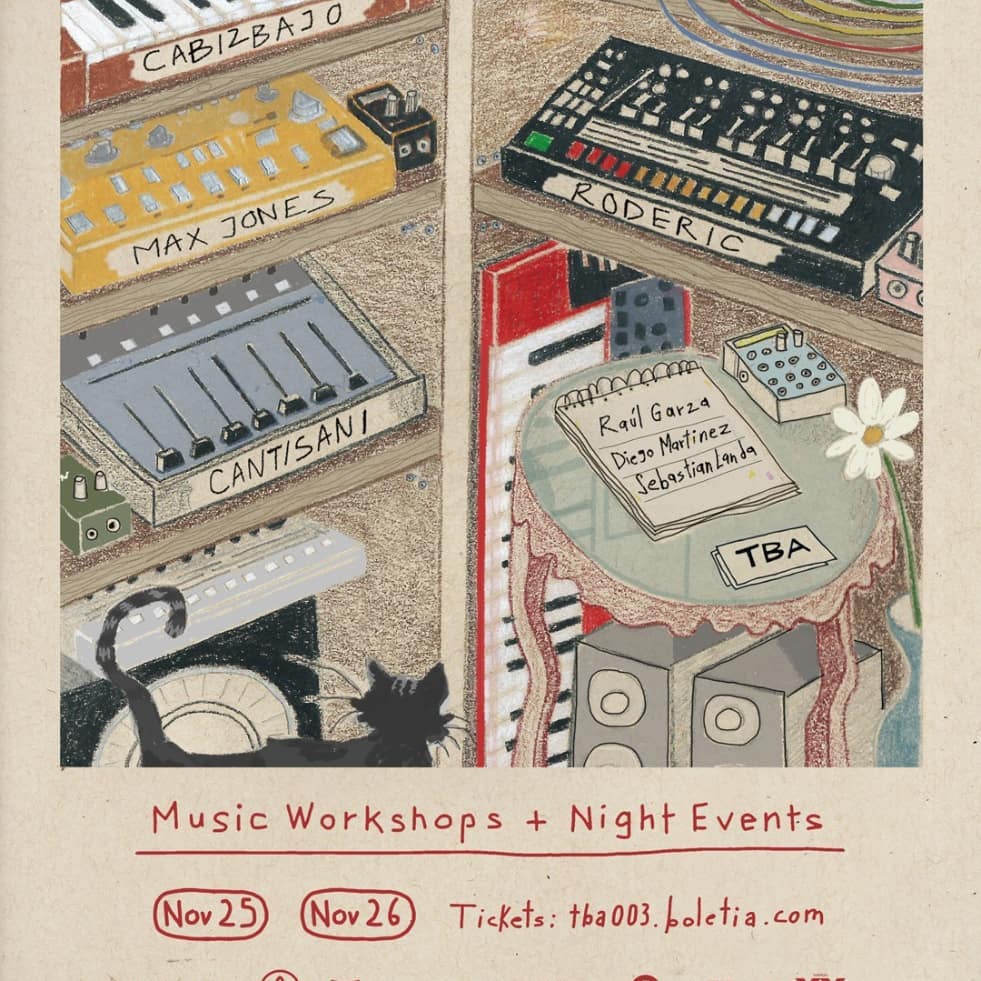 CABIZBAJO
MAX JONES
RODERIC
CANTISANI
Raúl Garza
Diego Martinez
Sebastian Landa
TBA
Music Workshops + Night Events
Nov 25
Nov 26
Tickets: tba003.boletia.com